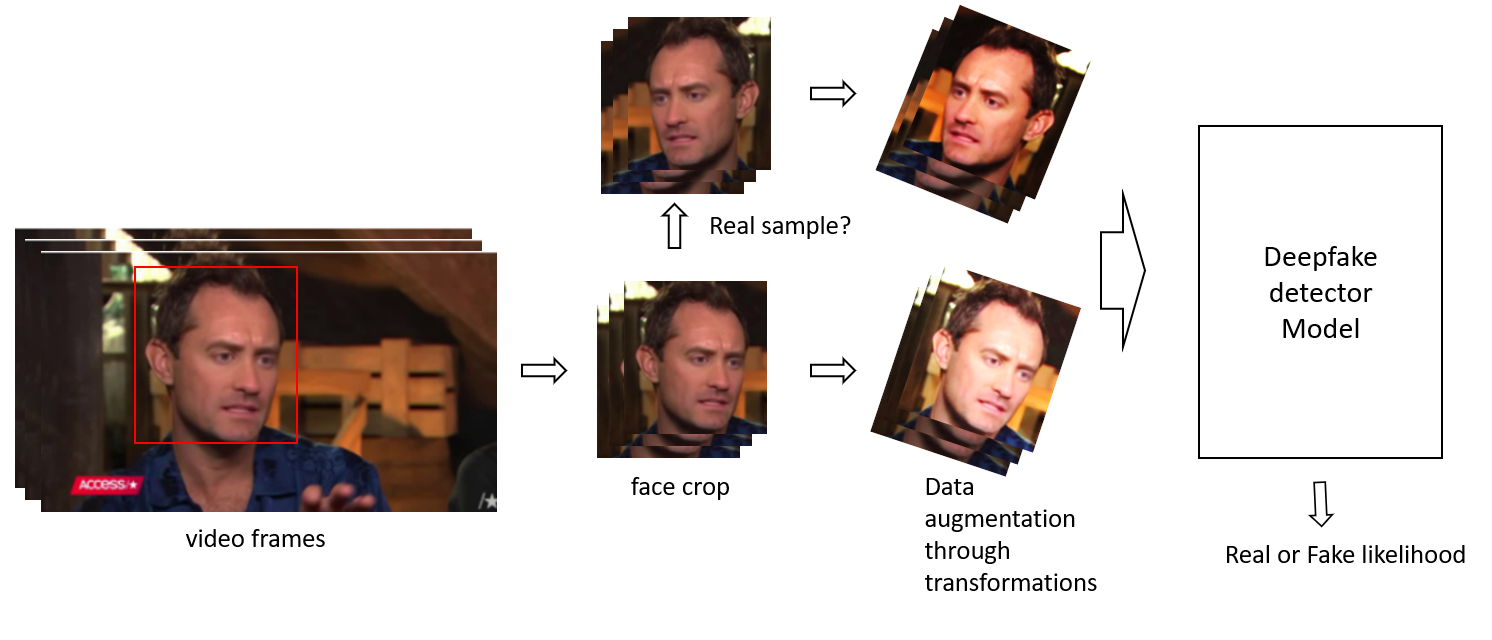 Real sample?
Deepfake
detector
Model
ACCESS
face crop
Data
augmentation
through
transformations
video frames
Real or Fake likelihood